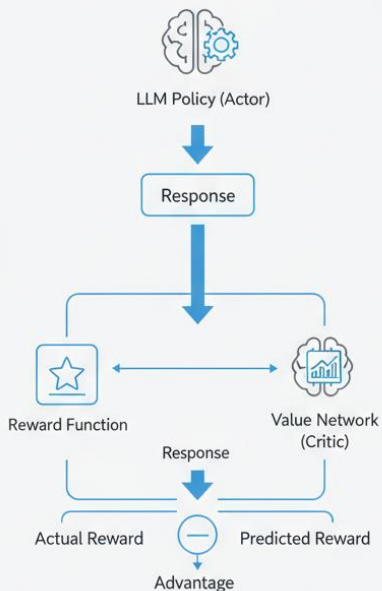 LLM Policy (Actor)
Response
Reward Function
Value Network
(Critic)
Response
Actual Reward
Predicted Reward
Advantage